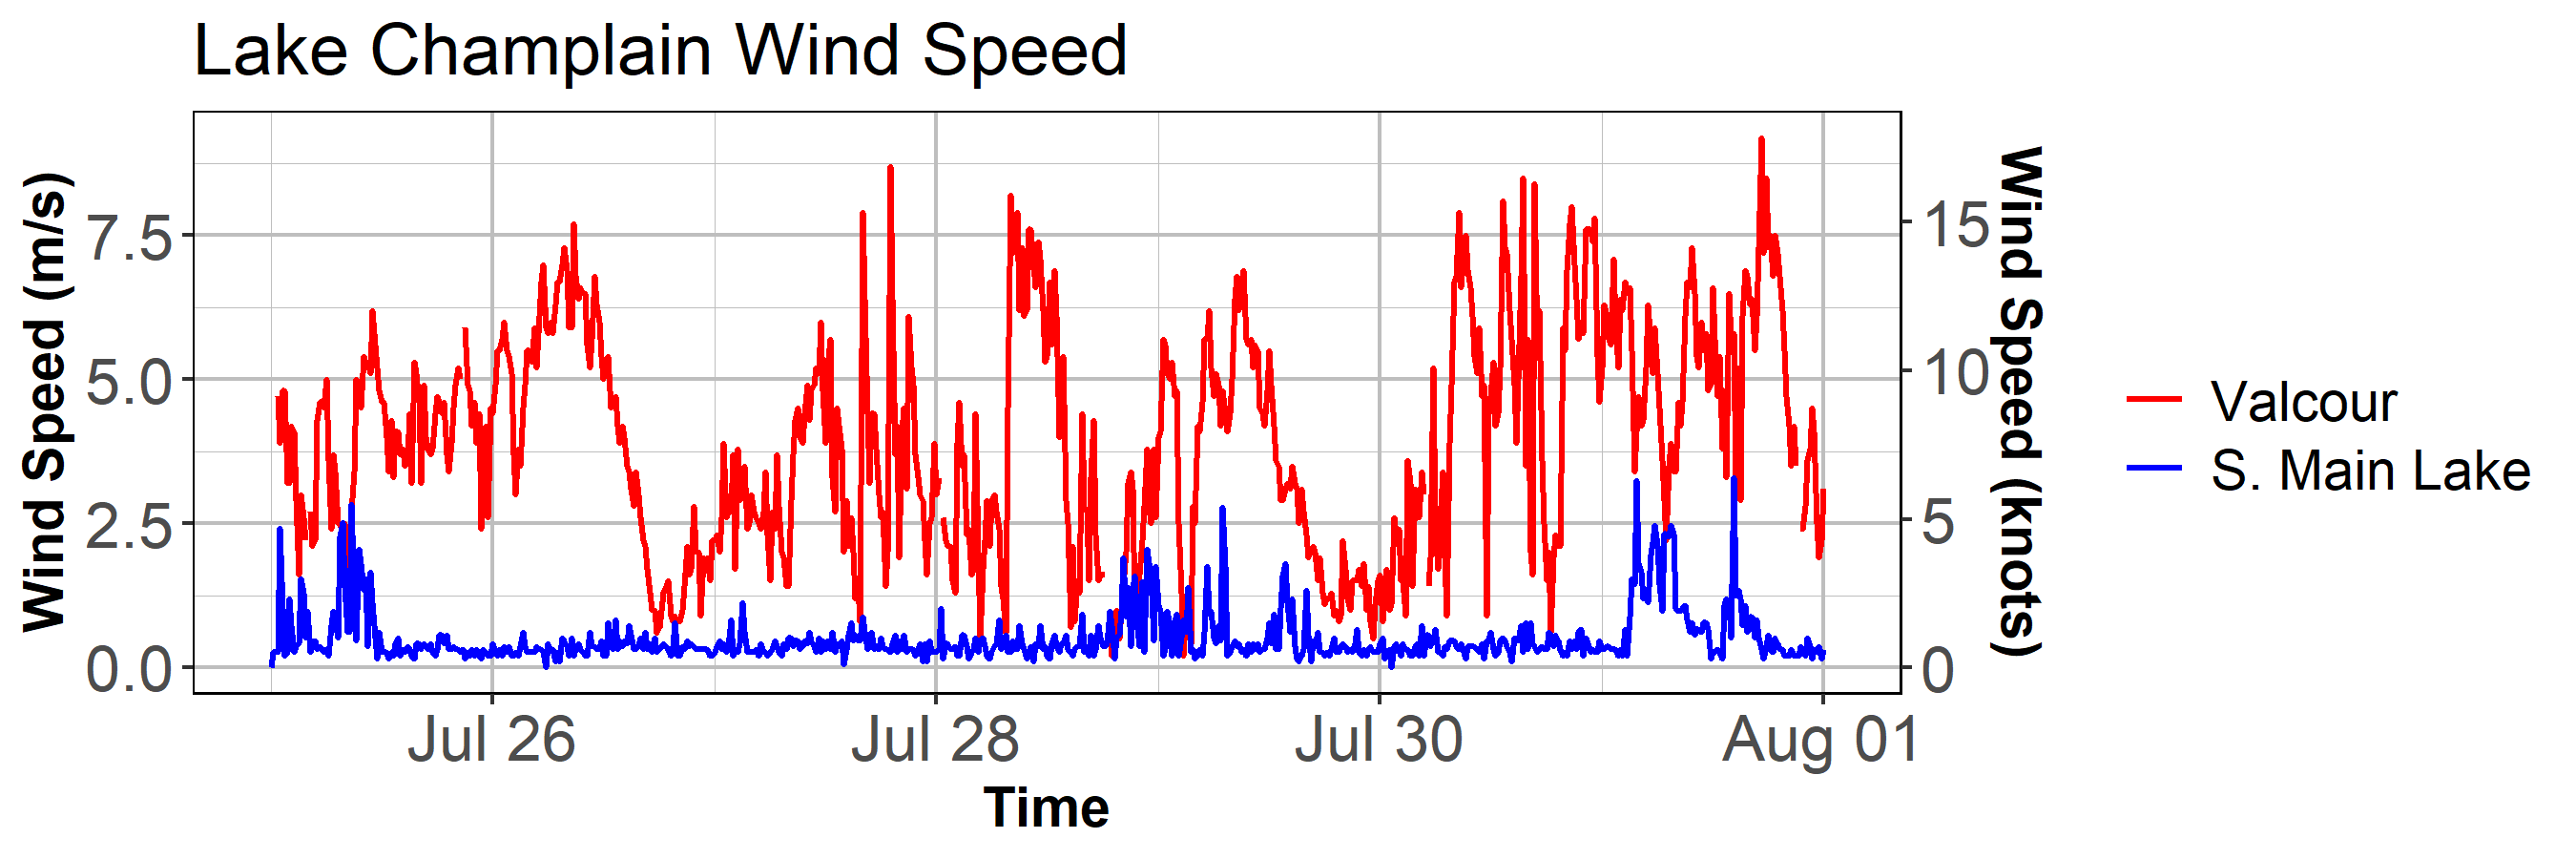 Lake Champlain Wind Speed
Wind Speed (m/s)
7.5
5.0
2.5
0.0
15
10
5
0
Wind Speed (knots)
Valcour
S. Main Lake
Jul 26
Jul 28
Jul 30
Aug 01
Time